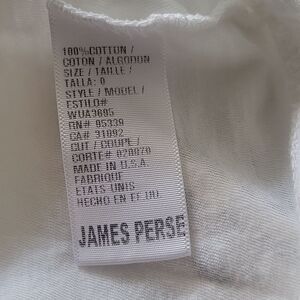 100%COTTON /
COTON / ALGODON
SIZE / TAILLE /
TALLA: 0
STYLE / MODEL /
ESTILO#
WUA3695
RN# 95339
CA# 31092
CUT / COUPE /
CORTE# 020870
MADE IN U.S.A.
FABRIQUE
ETATS UNIS
HECHO EN EE UU
JAMES PERSE